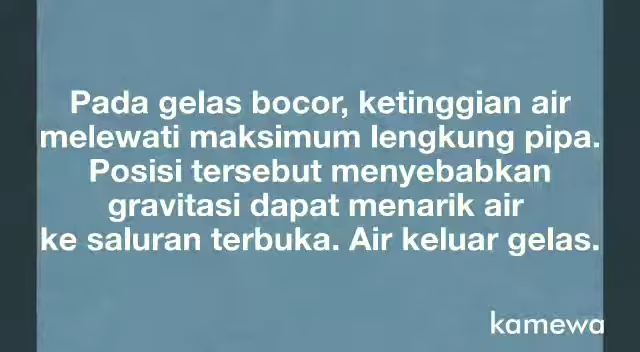 Pada gelas bocor, ketinggian air
melewati maksimum lengkung pipa.
Posisi tersebut menyebabkan
gravitasi dapat menarik air
ke saluran terbuka. Air keluar gelas.
kamewa